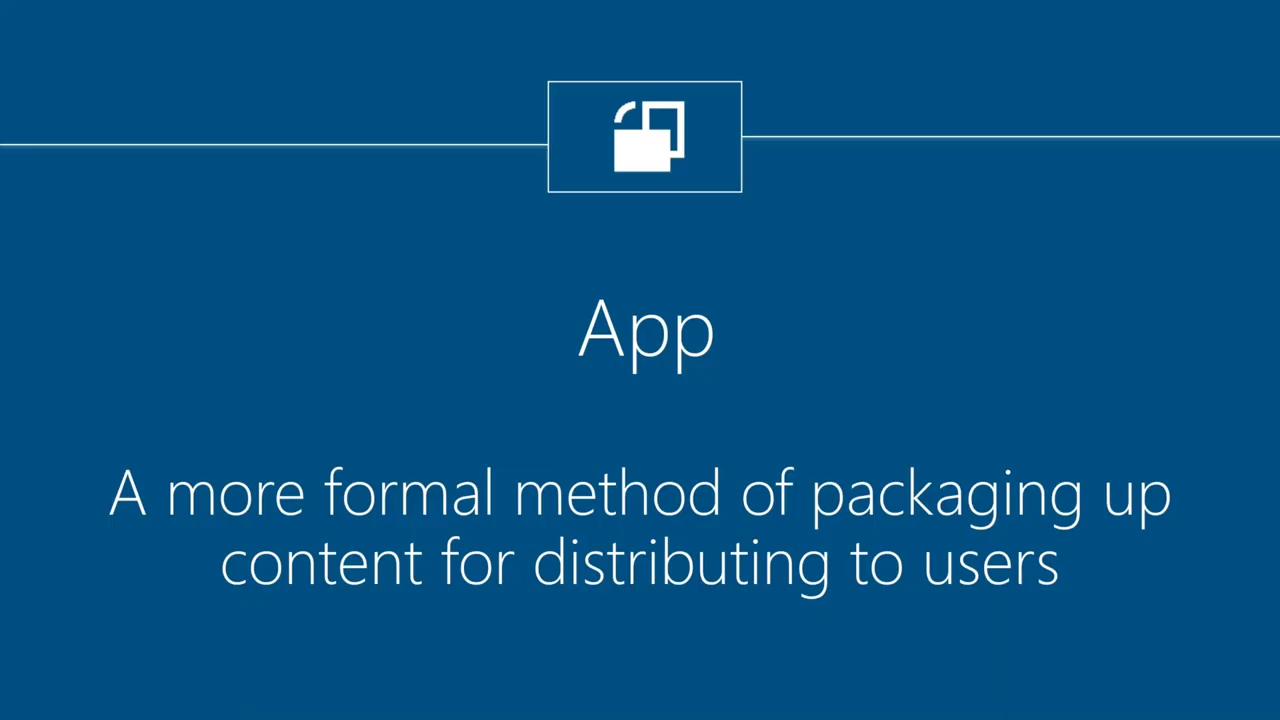 App
A more formal method of packaging up
content for distributing to users